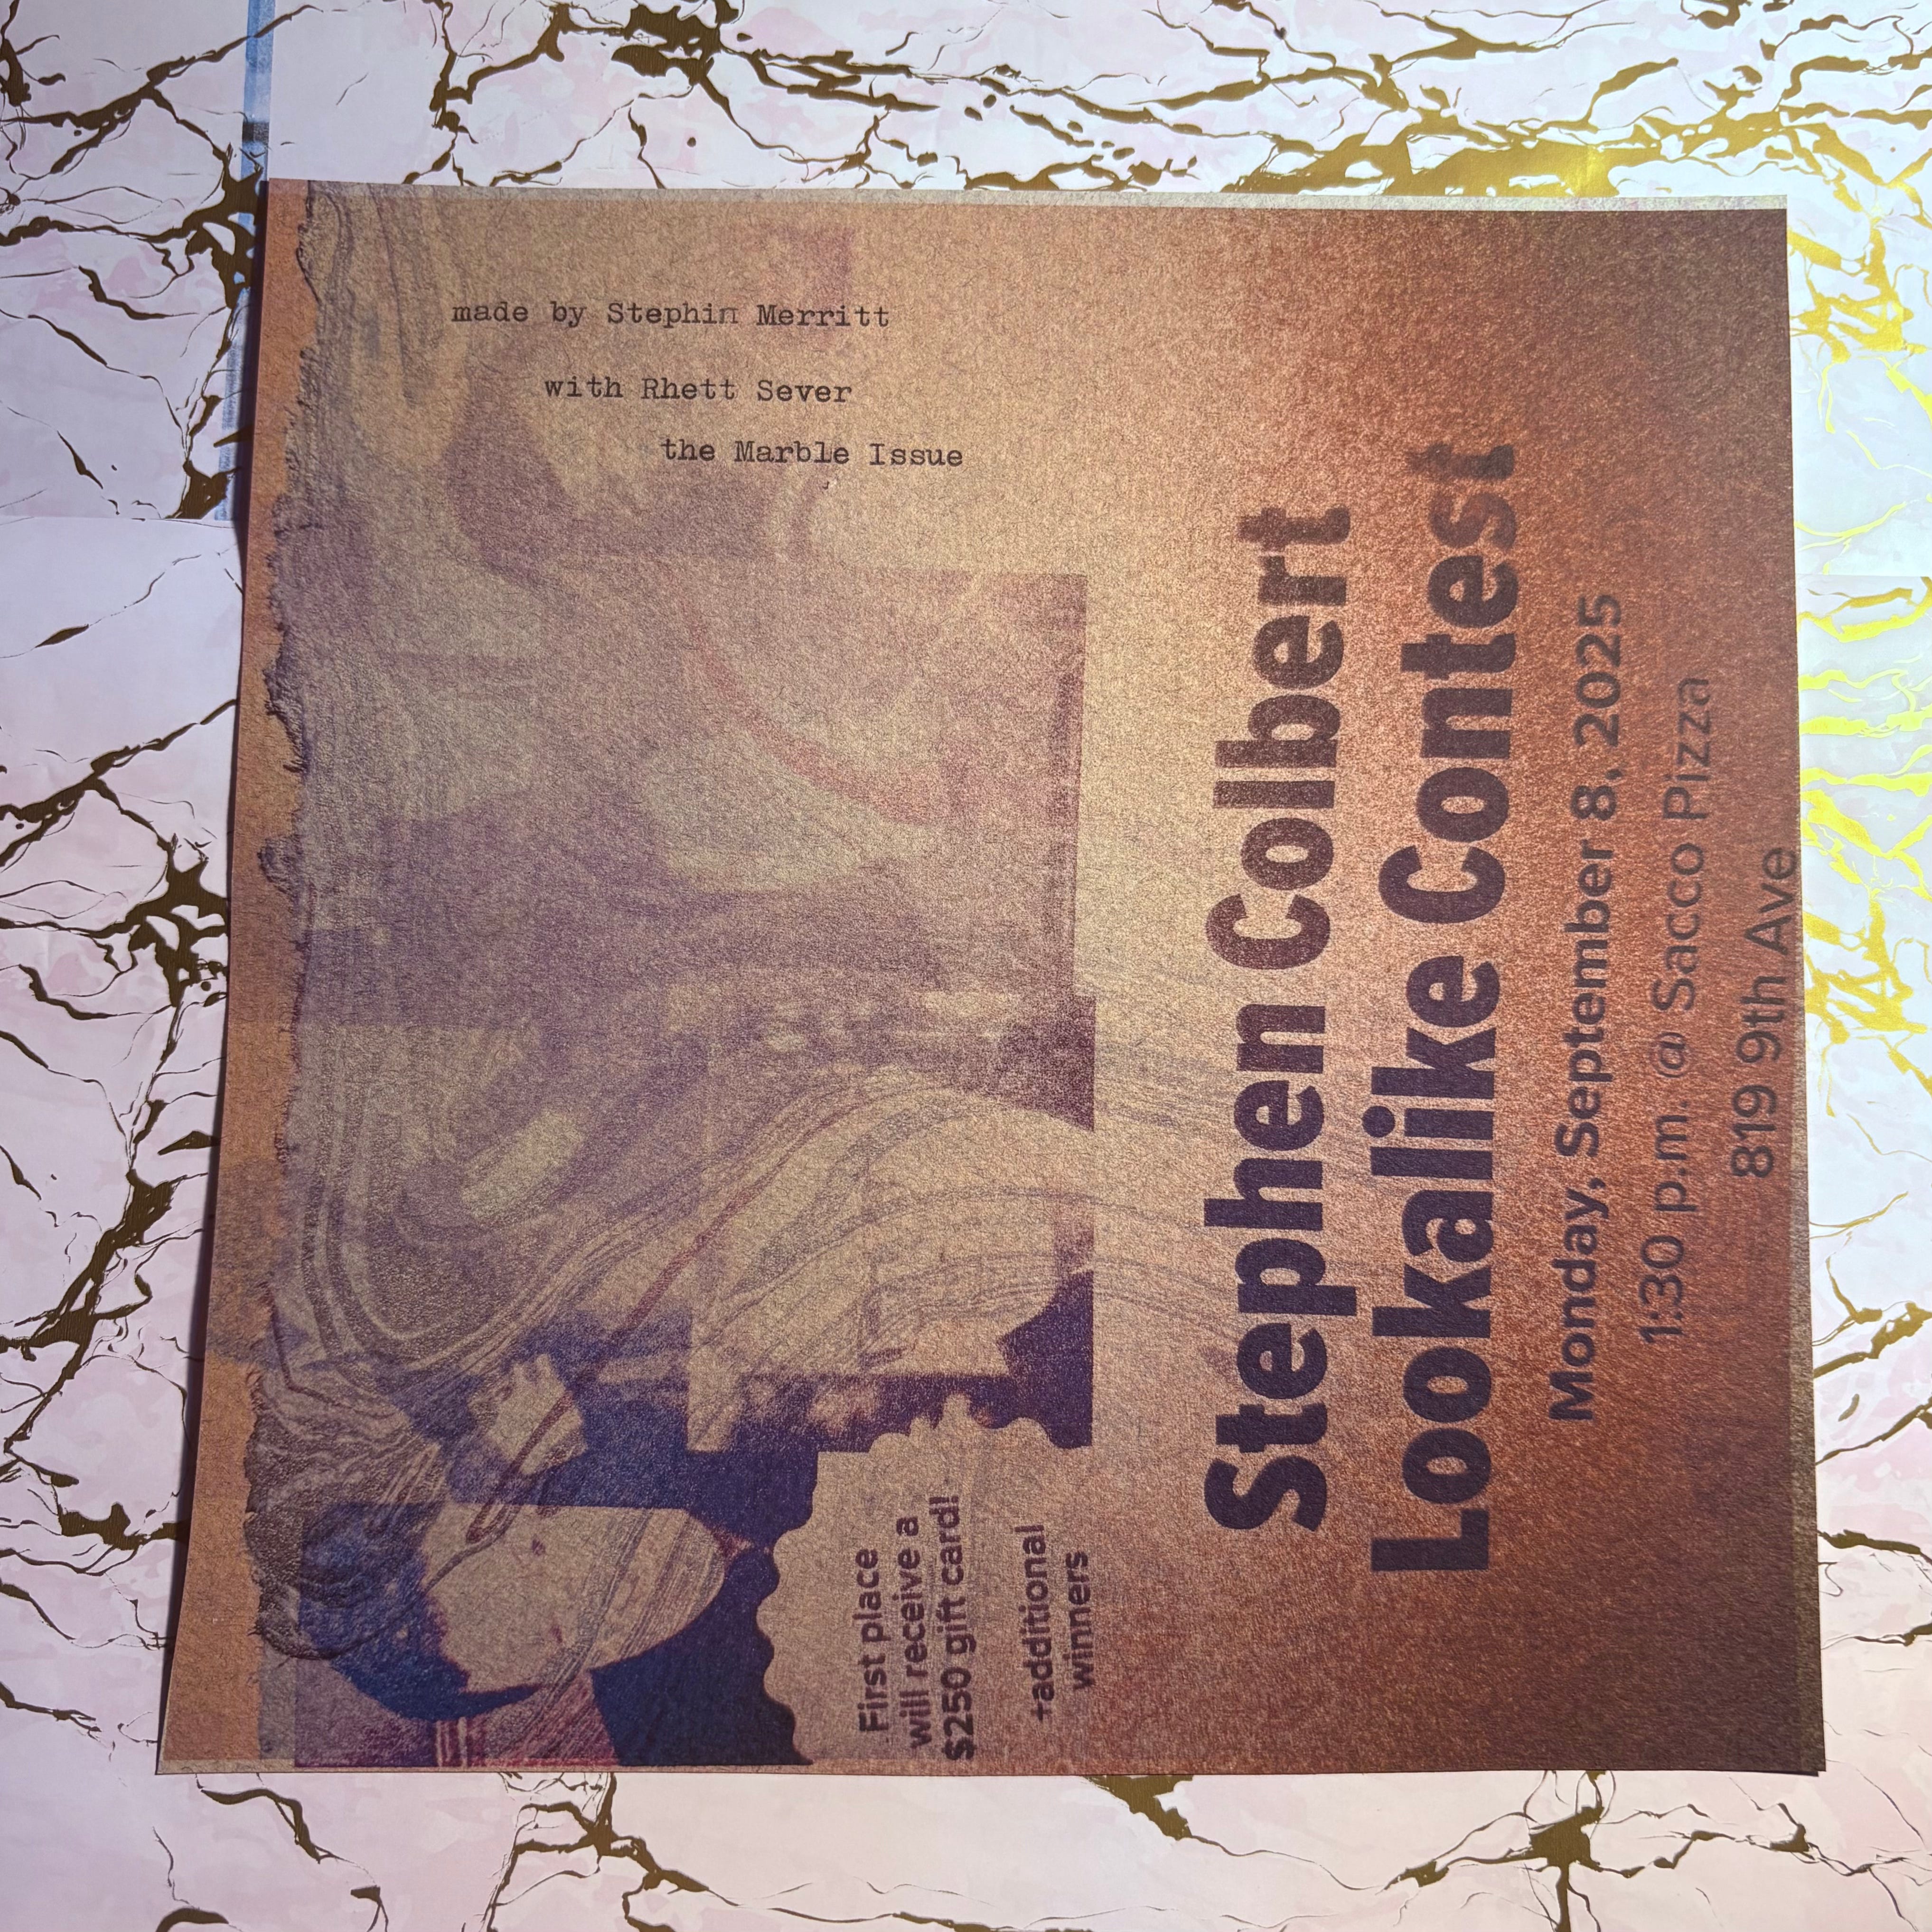 made by Stephin Merritt
with Rhett Sever
the Marble Issue
First place
will receive a
$250 gift card!
+additional
winners
Stephen Colbert
Lookalike Contest
Monday, September 8, 2025
1:30 p.m. @ Sacco Pizza
819 9th Ave